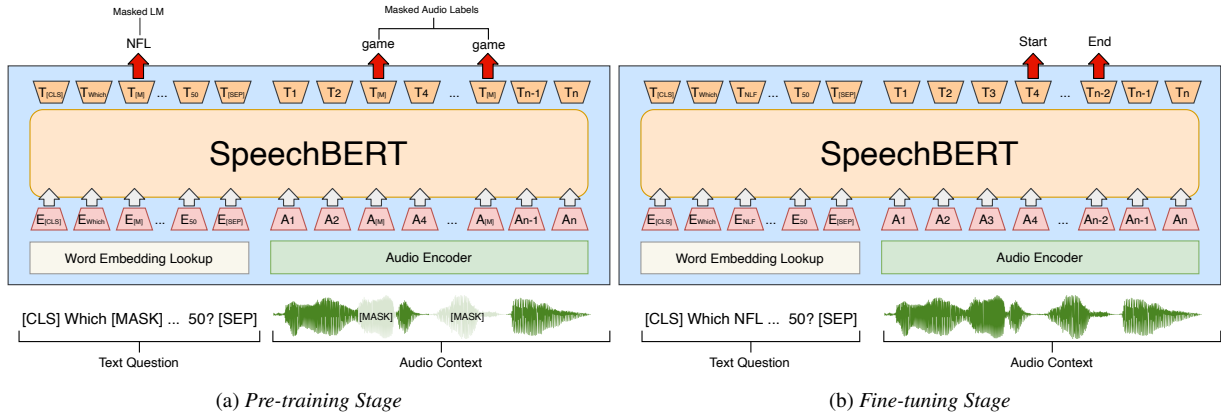 Masked LM
Masked Audio Labels
NFL
game
game
T[CLS] TWhich T[M] ... T50 T[SEP] T1 T2 T[M] T4 ... T[M] Tn-1 Tn
SpeechBERT
E[CLS] EWhich E[M] ... E50 E[SEP] A1 A2 A[M] A4 ... A[M] An-1 An
Word Embedding Lookup
Audio Encoder
[CLS] Which [MASK] ... 50? [SEP]
[MASK]
[MASK]
Text Question
Audio Context
(a) Pre-training Stage
Start
End
T[CLS] TWhich TNLF ... T50 T[SEP] T1 T2 T3 T4 ... Tn-2 Tn-1 Tn
SpeechBERT
E[CLS] EWhich ENLF ... E50 E[SEP] A1 A2 A3 A4 ... An-2 An-1 An
Word Embedding Lookup
Audio Encoder
[CLS] Which NFL ... 50? [SEP]
Text Question
Audio Context
(b) Fine-tuning Stage